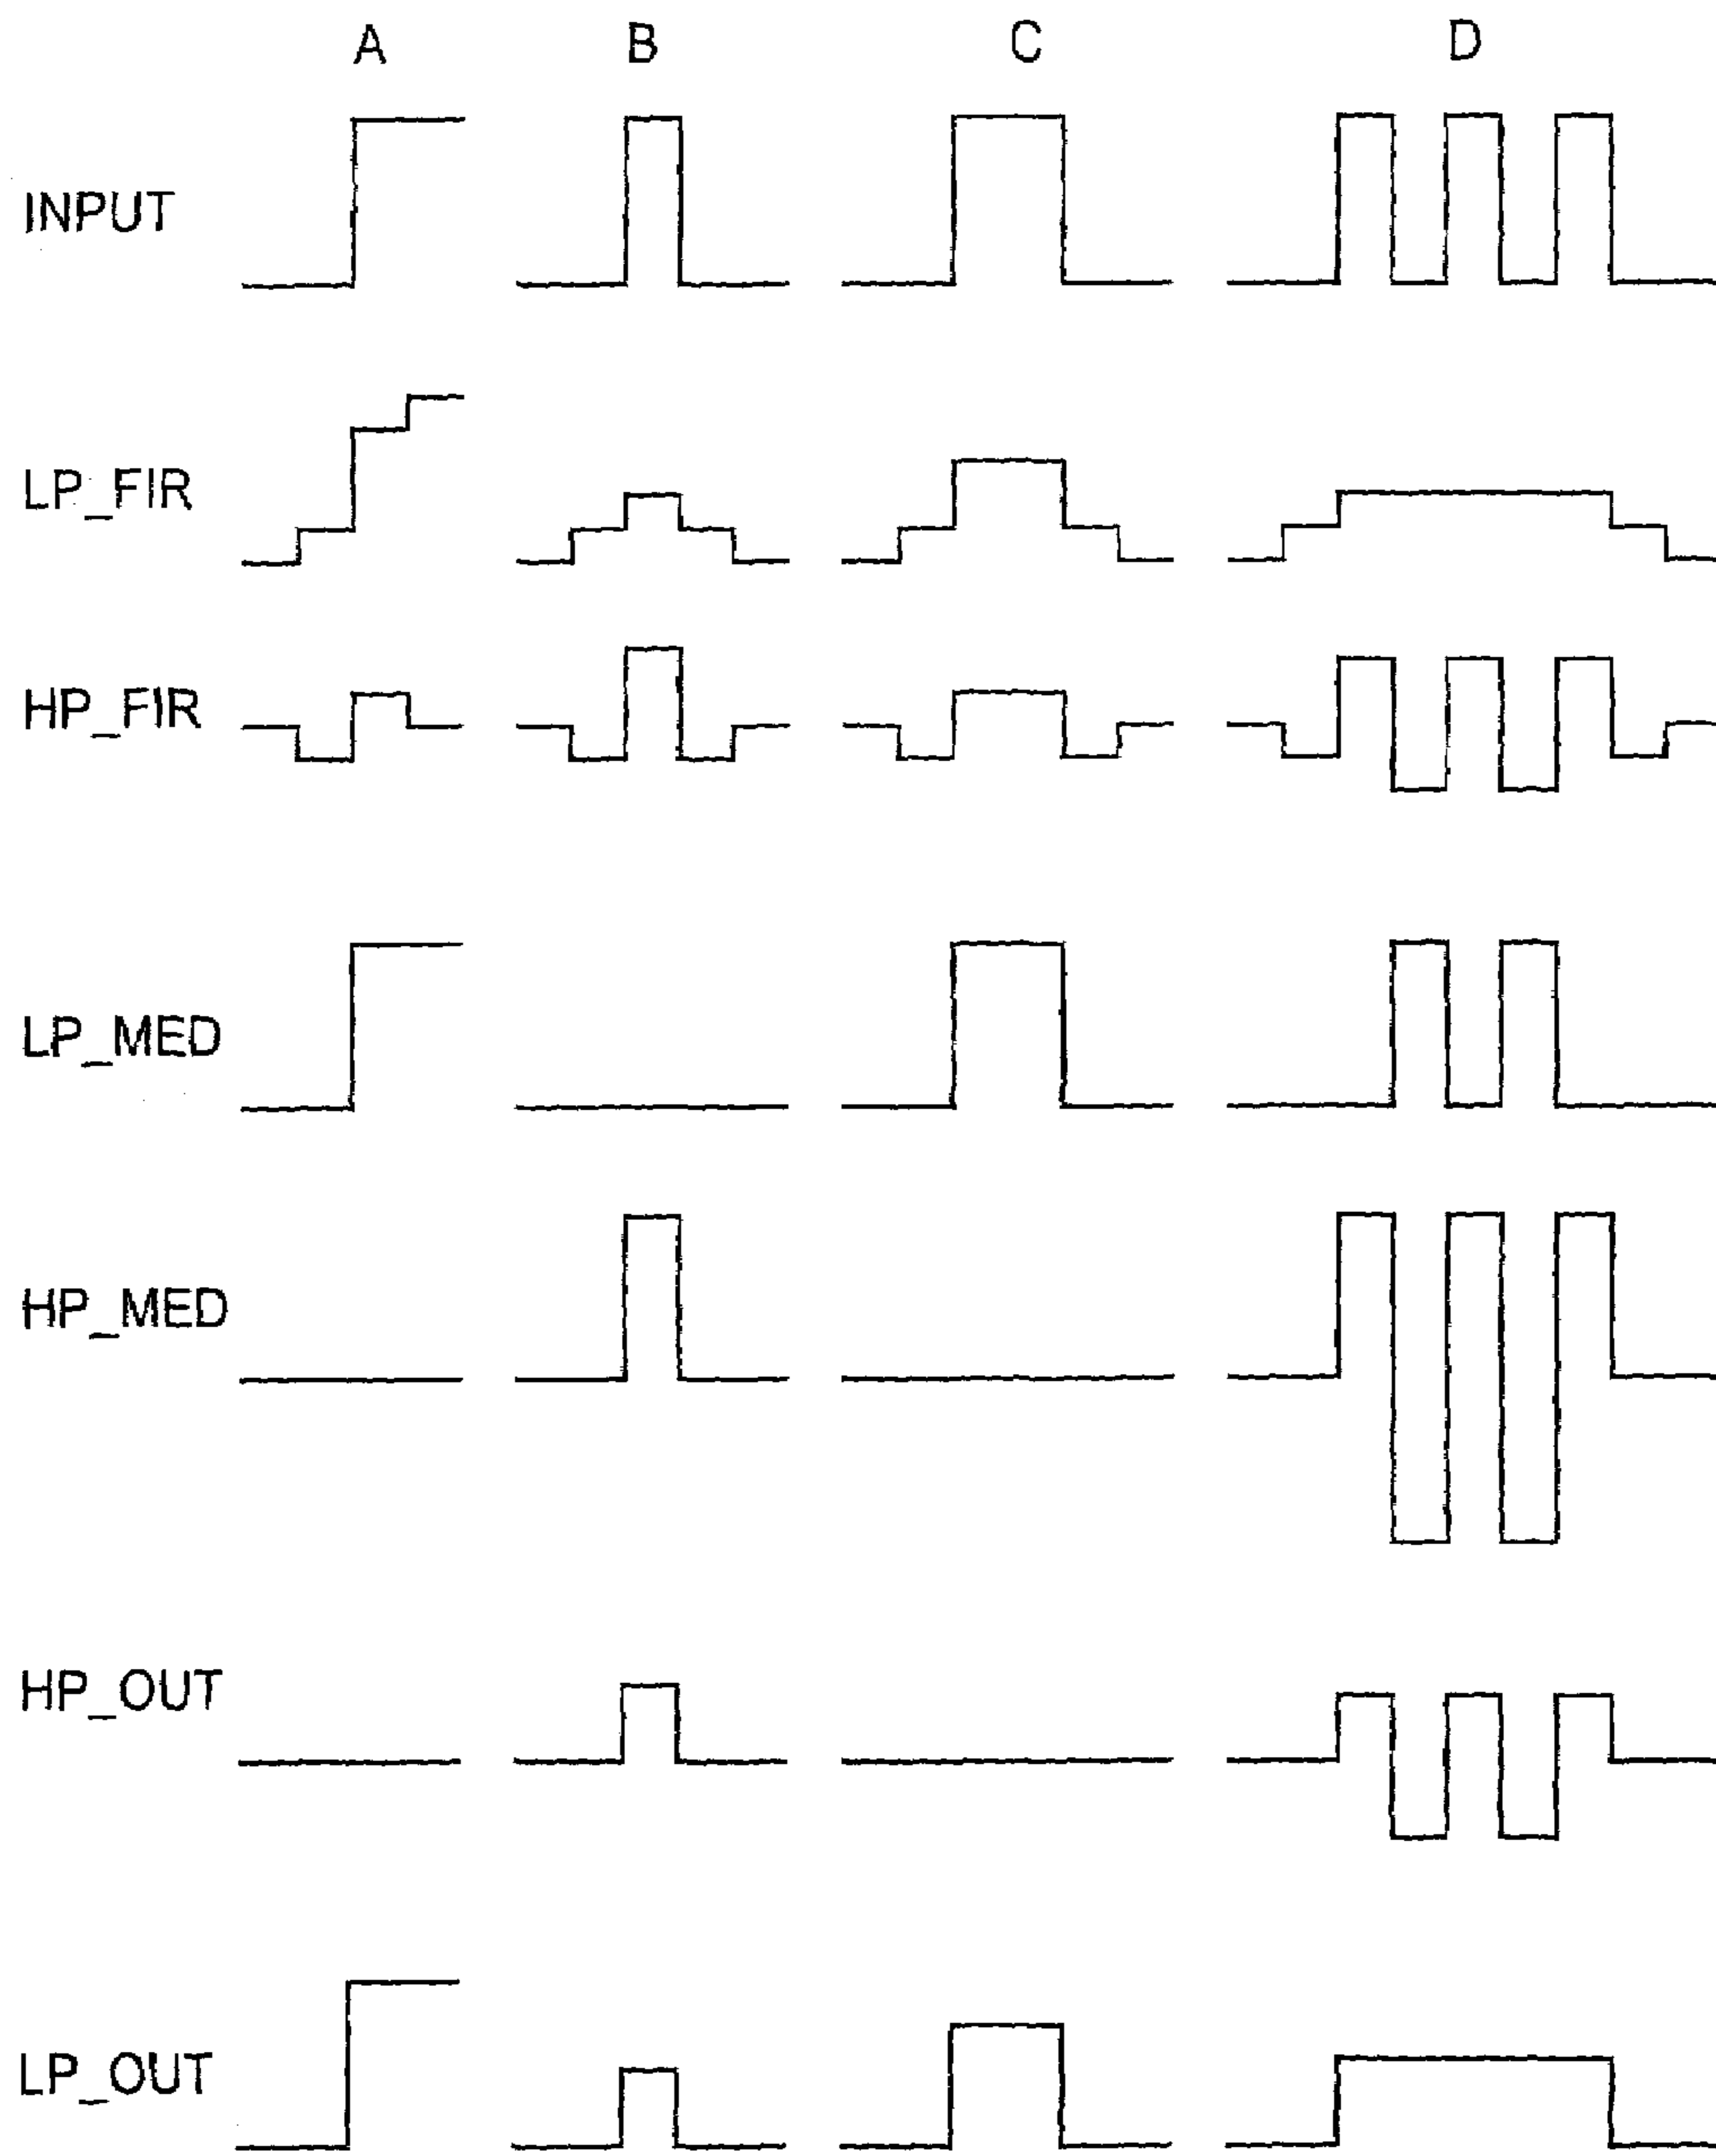 A B C D
INPUT
LP_FIR
HP_FIR
LP_MED
HP_MED
HP_OUT
LP_OUT